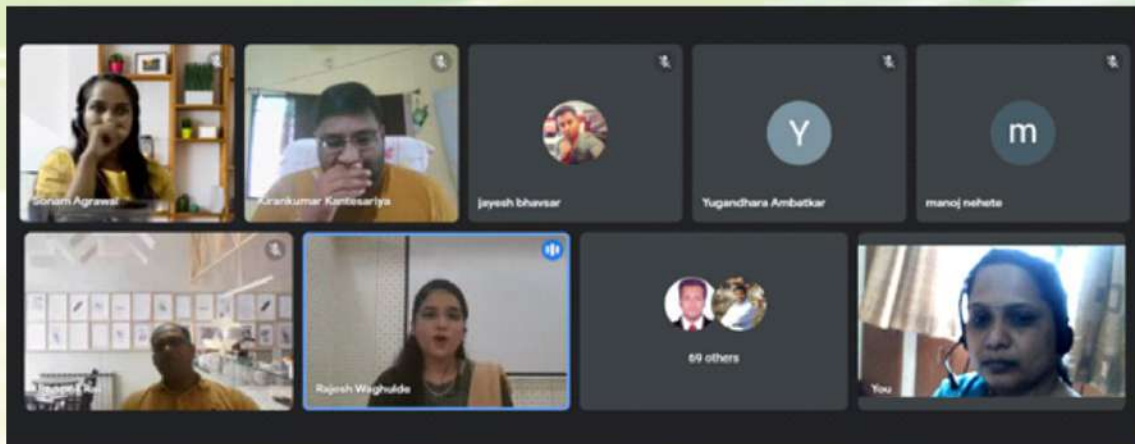 Sonam Agrawal
Kirankumar Kantesariya
jayesh bhavsar
Y
Yugandhara Ambatkar
m
manoj nehete
Rajesh Waghulde
69 others
You